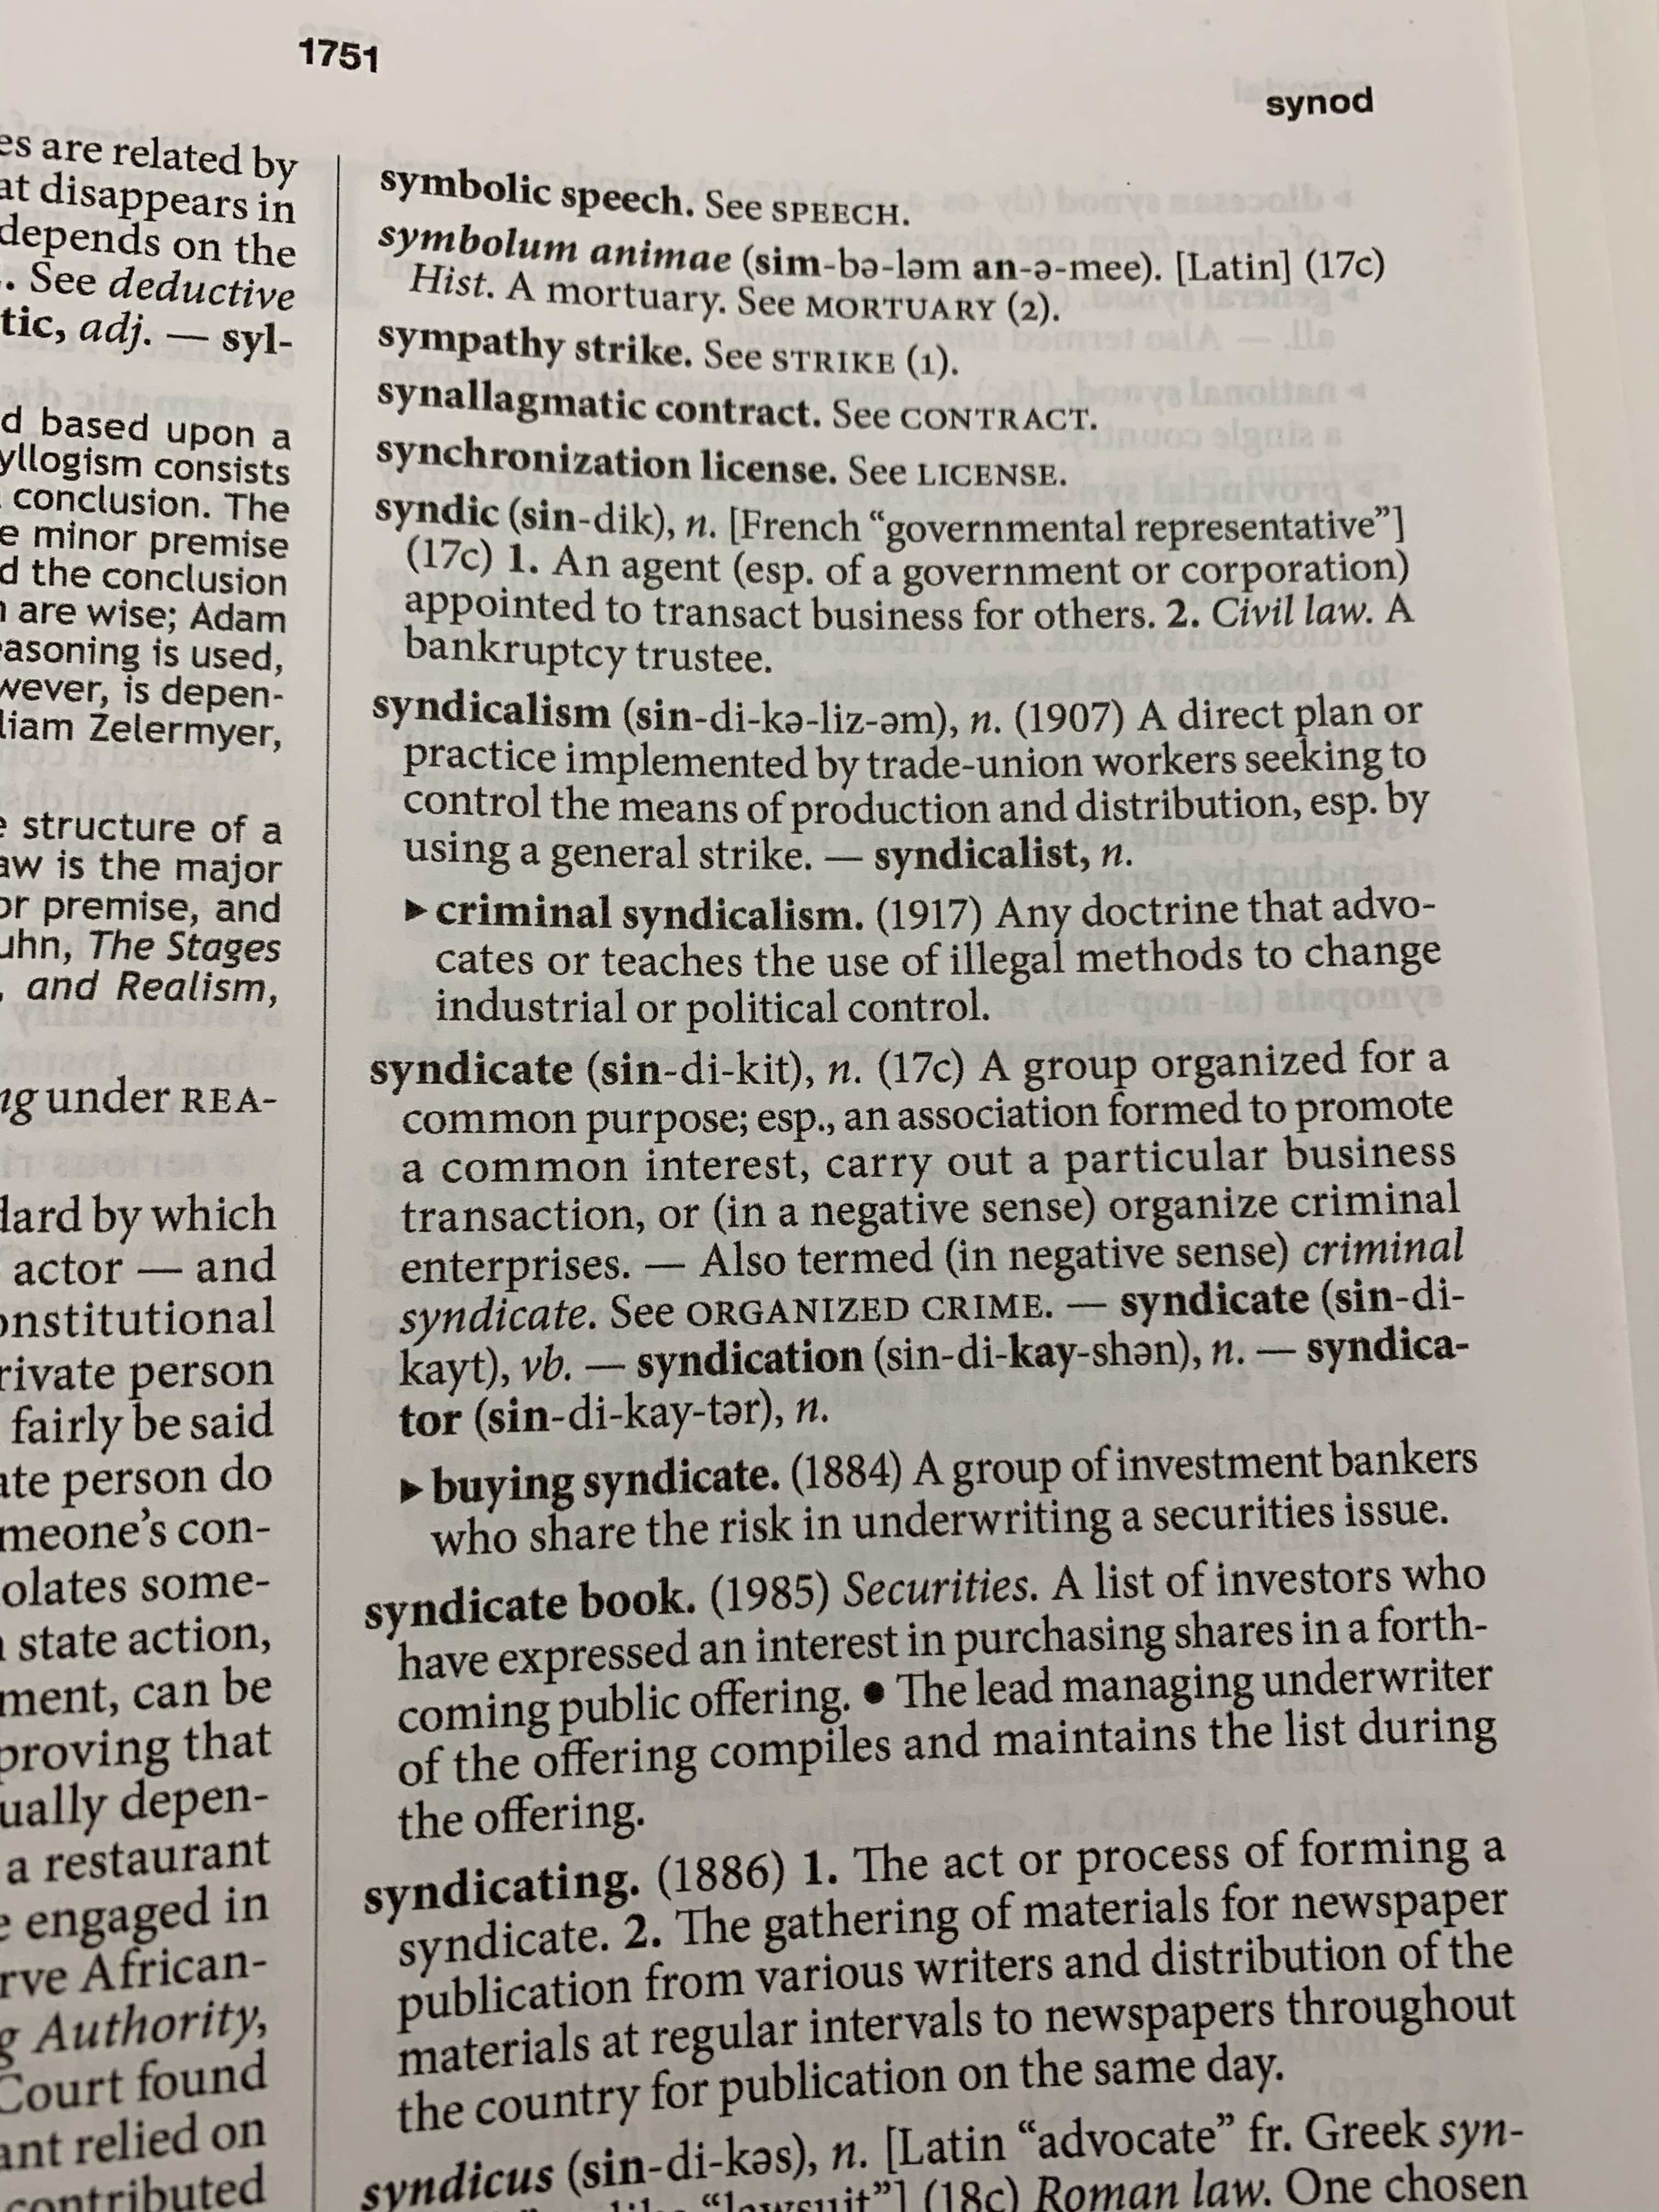 1751
synod
es are related by
at disappears in
depends on the
. See deductive
tic, adj. — syl-
d based upon a
yllogism consists
conclusion. The
e minor premise
d the conclusion
are wise; Adam
easoning is used,
wever, is depen-
liam Zelermyer,
e structure of a
aw is the major
or premise, and
uhn, The Stages
, and Realism,
ng under REA-
dard by which
actor — and
onstitutional
rivate person
fairly be said
ate person do
meone's con-
olates some-
state action,
ment, can be
proving that
ually depen-
a restaurant
e engaged in
rve African-
g Authority,
Court found
ant relied on
contributed
symbolic speech. See SPEECH.
symbolum animae (sim-bə-ləm an-ə-mee). [Latin] (17c)
Hist. A mortuary. See MORTUARY (2).
sympathy strike. See STRIKE (1).
synallagmatic contract. See CONTRACT.
synchronization license. See LICENSE.
syndic (sin-dik), n. [French “governmental representative”]
(17c) 1. An agent (esp. of a government or corporation)
appointed to transact business for others. 2. Civil law. A
bankruptcy trustee.
syndicalism (sin-di-kə-liz-əm), n. (1907) A direct plan or
practice implemented by trade-union workers seeking to
control the means of production and distribution, esp. by
using a general strike. — syndicalist, n.
▶ criminal syndicalism. (1917) Any doctrine that advo-
cates or teaches the use of illegal methods to change
industrial or political control.
syndicate (sin-di-kit), n. (17c) A group organized for a
common purpose; esp., an association formed to promote
a common interest, carry out a particular business
transaction, or (in a negative sense) organize criminal
enterprises. — Also termed (in negative sense) criminal
syndicate. See ORGANIZED CRIME. — syndicate (sin-di-
kayt), vb. — syndication (sin-di-kay-shən), n. — syndica-
tor (sin-di-kay-tər), n.
▶ buying syndicate. (1884) A group of investment bankers
who share the risk in underwriting a securities issue.
syndicate book. (1985) Securities. A list of investors who
have expressed an interest in purchasing shares in a forth-
coming public offering. ● The lead managing underwriter
of the offering compiles and maintains the list during
the offering.
syndicating. (1886) 1. The act or process of forming a
syndicate. 2. The gathering of materials for newspaper
publication from various writers and distribution of the
materials at regular intervals to newspapers throughout
the country for publication on the same day.
syndicus (sin-di-kəs), n. [Latin “advocate” fr. Greek syn-
“lawsuit”] (18c) Roman law. One chosen